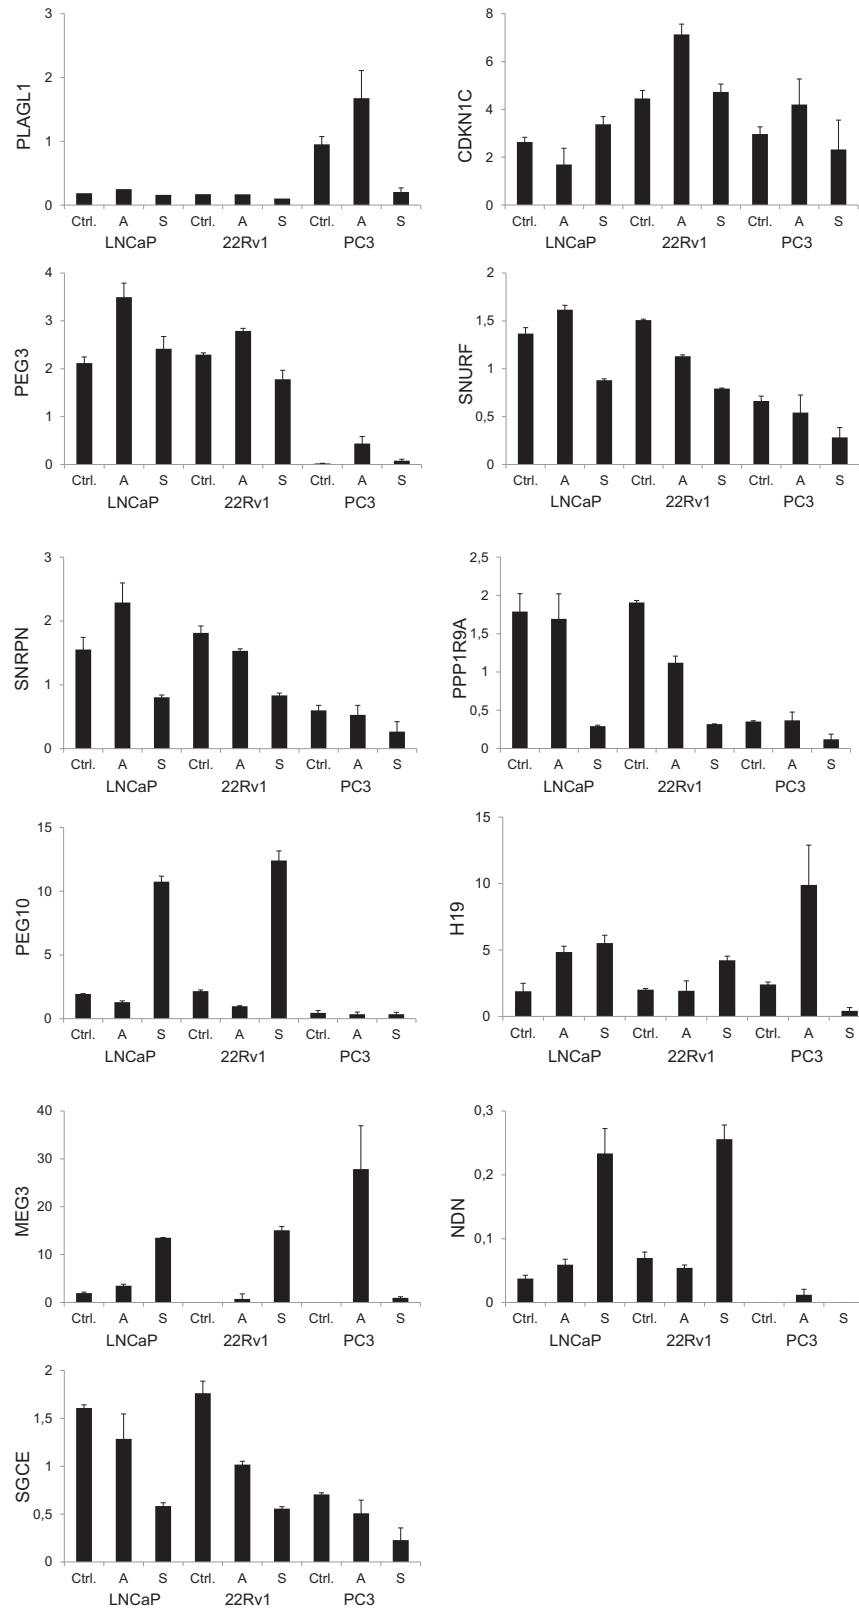 PLAGL1
3
2
1
0
Ctrl. A S Ctrl. A S Ctrl. A S
LNCaP 22Rv1 PC3
CDKN1C
8
6
4
2
0
Ctrl. A S Ctrl. A S Ctrl. A S
LNCaP 22Rv1 PC3
PEG3
4
3
2
1
0
Ctrl. A S Ctrl. A S Ctrl. A S
LNCaP 22Rv1 PC3
SNURF
2
1,5
1
0,5
0
Ctrl. A S Ctrl. A S Ctrl. A S
LNCaP 22Rv1 PC3
SNRPN
3
2
1
0
Ctrl. A S Ctrl. A S Ctrl. A S
LNCaP 22Rv1 PC3
PPP1R9A
2,5
2
1,5
1
0,5
0
Ctrl. A S Ctrl. A S Ctrl. A S
LNCaP 22Rv1 PC3
PEG10
15
10
5
0
Ctrl. A S Ctrl. A S Ctrl. A S
LNCaP 22Rv1 PC3
H19
15
10
5
0
Ctrl. A S Ctrl. A S Ctrl. A S
LNCaP 22Rv1 PC3
MEG3
40
30
20
10
0
Ctrl. A S Ctrl. A S Ctrl. A S
LNCaP 22Rv1 PC3
NDN
0,3
0,2
0,1
0
Ctrl. A S Ctrl. A S Ctrl. A S
LNCaP 22Rv1 PC3
SGCE
2
1,5
1
0,5
0
Ctrl. A S Ctrl. A S Ctrl. A S
LNCaP 22Rv1 PC3